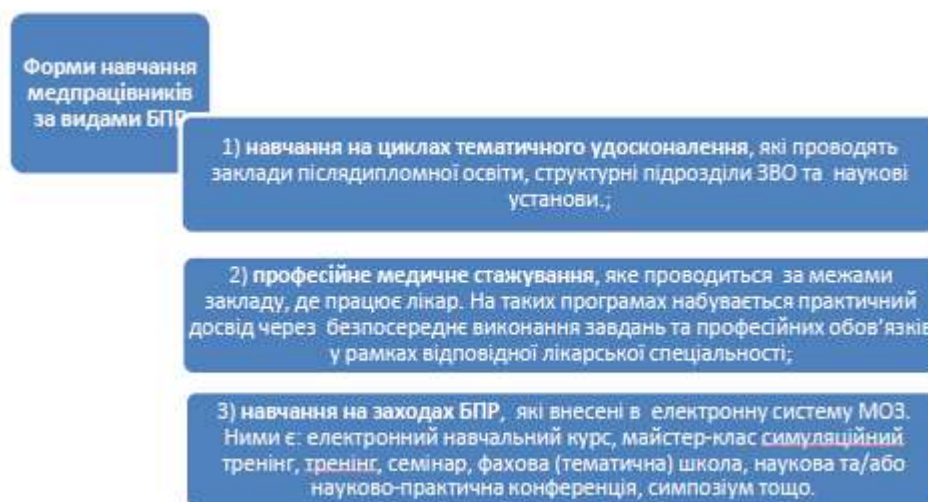 Форми навчання
медпрацівників
за видами БПР
1) навчання на циклах тематичного удосконалення, які проводять
заклади післядипломної освіти, структурні підрозділи ЗВО та наукові
установи.;
2) професійне медичне стажування, яке проводиться за межами
закладу, де працює лікар. На таких програмах набувається практичний
досвід через безпосереднє виконання завдань та професійних обов’язків
у рамках відповідної лікарської спеціальності;
3) навчання на заходах БПР, які внесені в електронну систему МОЗ.
Ними є: електронний навчальний курс, майстер-клас симуляційний
тренінг, тренінг, семінар, фахова (тематична) школа, наукова та/або
науково-практична конференція, симпозіум тощо.